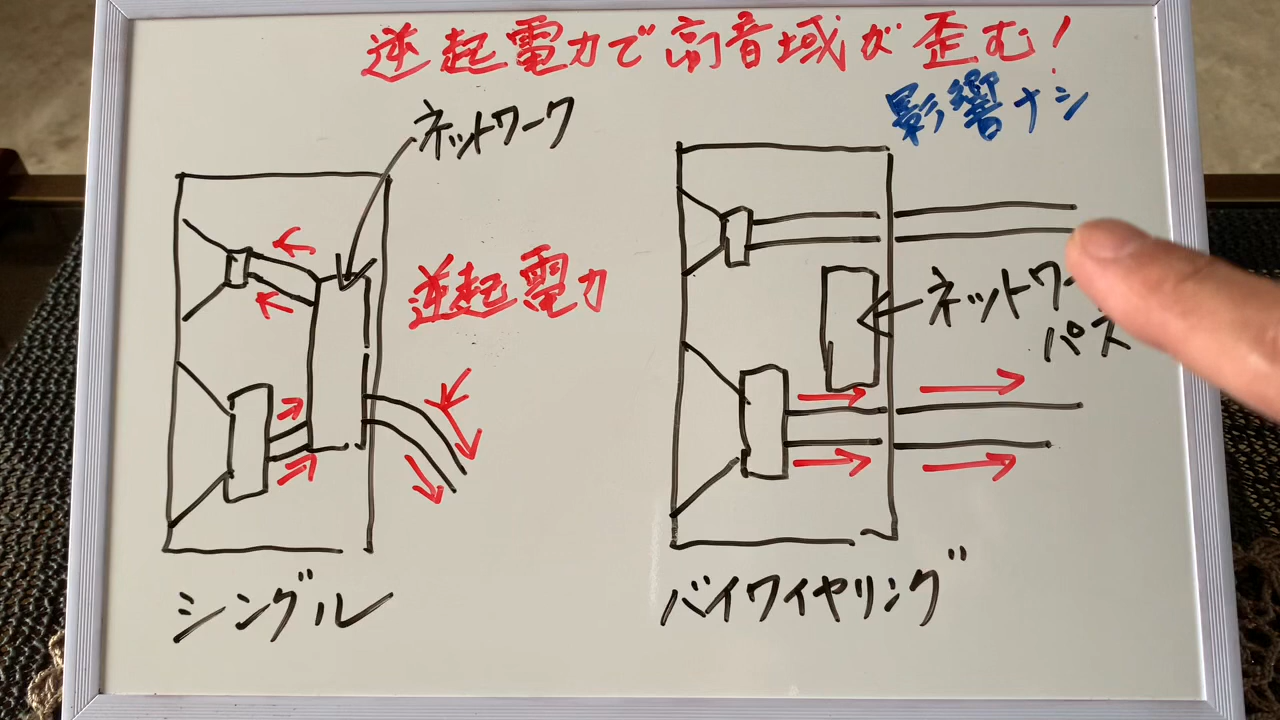 逆起電力で高音域が歪む!
影響ナシ
ネットワーク
逆起電力
ネットワー
パス
シングル
バイワイヤリング